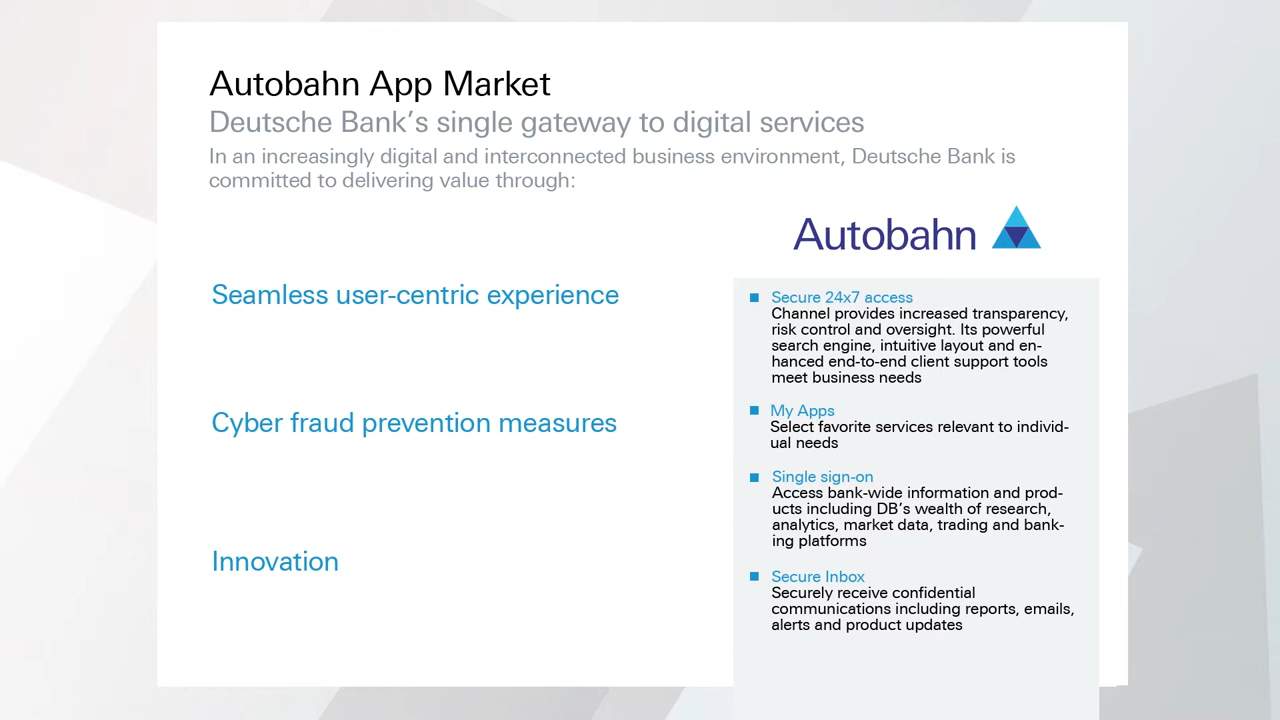 Autobahn App Market
Deutsche Bank's single gateway to digital services
In an increasingly digital and interconnected business environment, Deutsche Bank is
committed to delivering value through:
Autobahn
Seamless user-centric experience
Cyber fraud prevention measures
Innovation
Secure 24x7 access
Channel provides increased transparency,
risk control and oversight. Its powerful
search engine, intuitive layout and en-
hanced end-to-end client support tools
meet business needs
My Apps
Select favorite services relevant to individ-
ual needs
Single sign-on
Access bank-wide information and prod-
ucts including DB's wealth of research,
analytics, market data, trading and bank-
ing platforms
Secure Inbox
Securely receive confidential
communications including reports, emails,
alerts and product updates